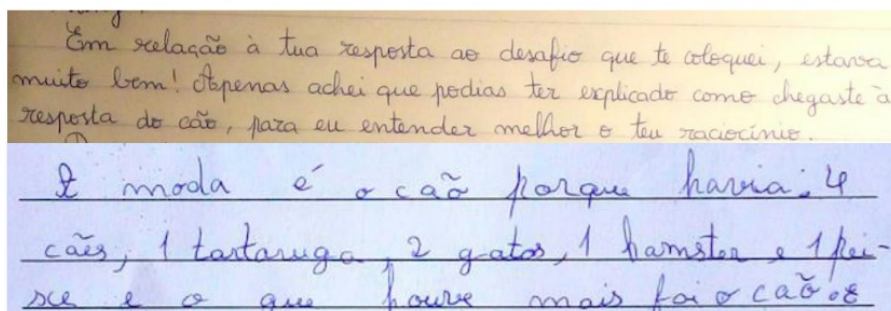 Em relação à tua resposta ao desafio que te coloquei, estava
muito bom! Apenas achei que podias ter explicado como chegaste à
resposta do cão, para eu entender melhor o teu raciocínio.
A moda é o cão porque havia: 4
cães, 1 tartaruga, 2 gatos, 1 hamster e 1 pei-
xe e o que houve mais foi o cão.